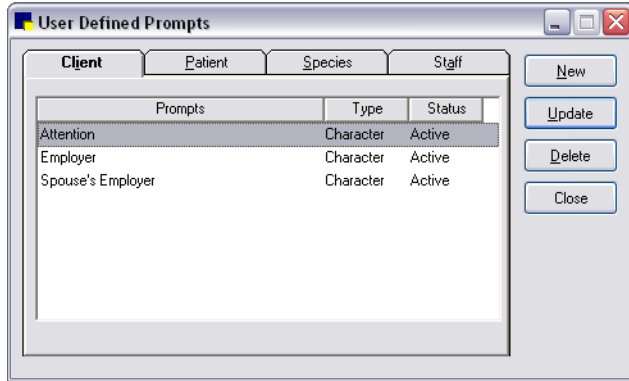 User Defined Prompts
Client Patient Species Staff
New
Prompts Type Status
Update
Attention Character Active
Employer Character Active
Delete
Spouse's Employer Character Active
Close